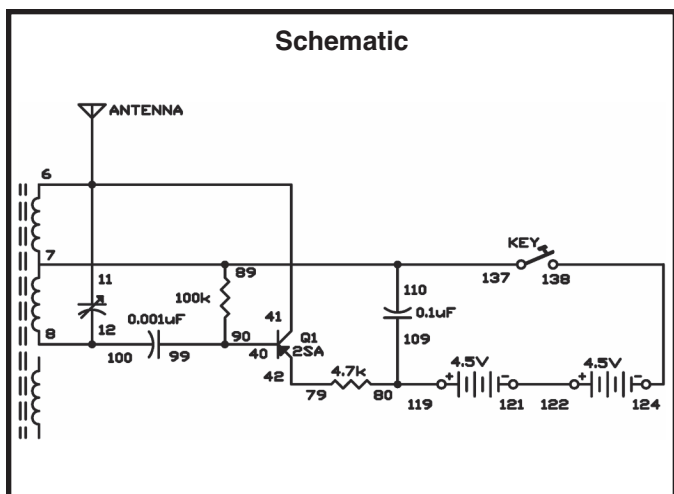 Schematic
ANTENNA
6
7
89
KEY
137
138
11
100k
110
0.1uF
0.001uF
41
8
12
90
Q1
109
100
99
40
2SA
42
4.7k
4.5V
4.5V
79
80
119
+
-
121
122
+
-
124